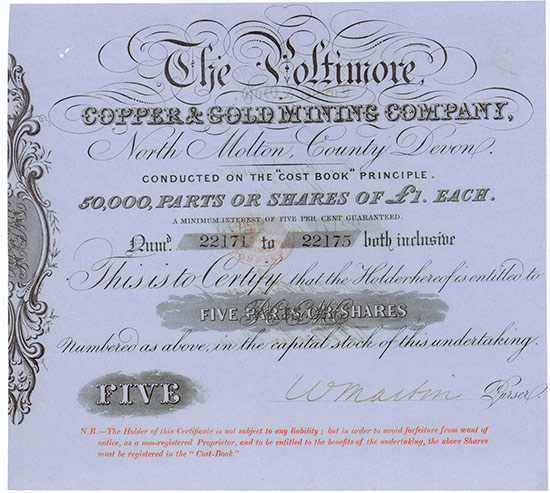 The Poltimore,
COPPER & GOLD MINING COMPANY,
North Molton, County Devon.
CONDUCTED ON THE "COST BOOK" PRINCIPLE.
50,000, PARTS OR SHARES OF £1. EACH.
A MINIMUM INTEREST OF FIVE PER CENT GUARANTEED.
Numd. 22171 to 22175 both inclusive
This is to Certify, that the Holder hereof is entitled to
FIVE PARTS OR SHARES
Numbered as above, in the capital stock of this undertaking.
FIVE
W Martin Purser.
N.B.—The Holder of this Certificate is not subject to any liability; but in order to avoid forfeiture from want of
notice, as a non-registered Proprietor, and to be entitled to the benefits of the undertaking, the above Shares
must be registered in the "Cost-Book."